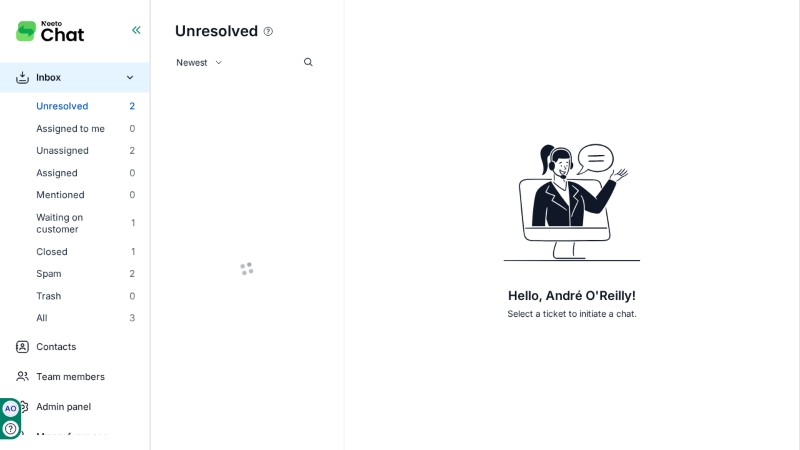 Neeto
Chat
Inbox
Unresolved 2
Assigned to me 0
Unassigned 2
Assigned 0
Mentioned 0
Waiting on
customer 1
Closed 1
Spam 2
Trash 0
All 3
Contacts
Team members
Admin panel
AO
Unresolved
Newest
Hello, André O'Reilly!
Select a ticket to initiate a chat.